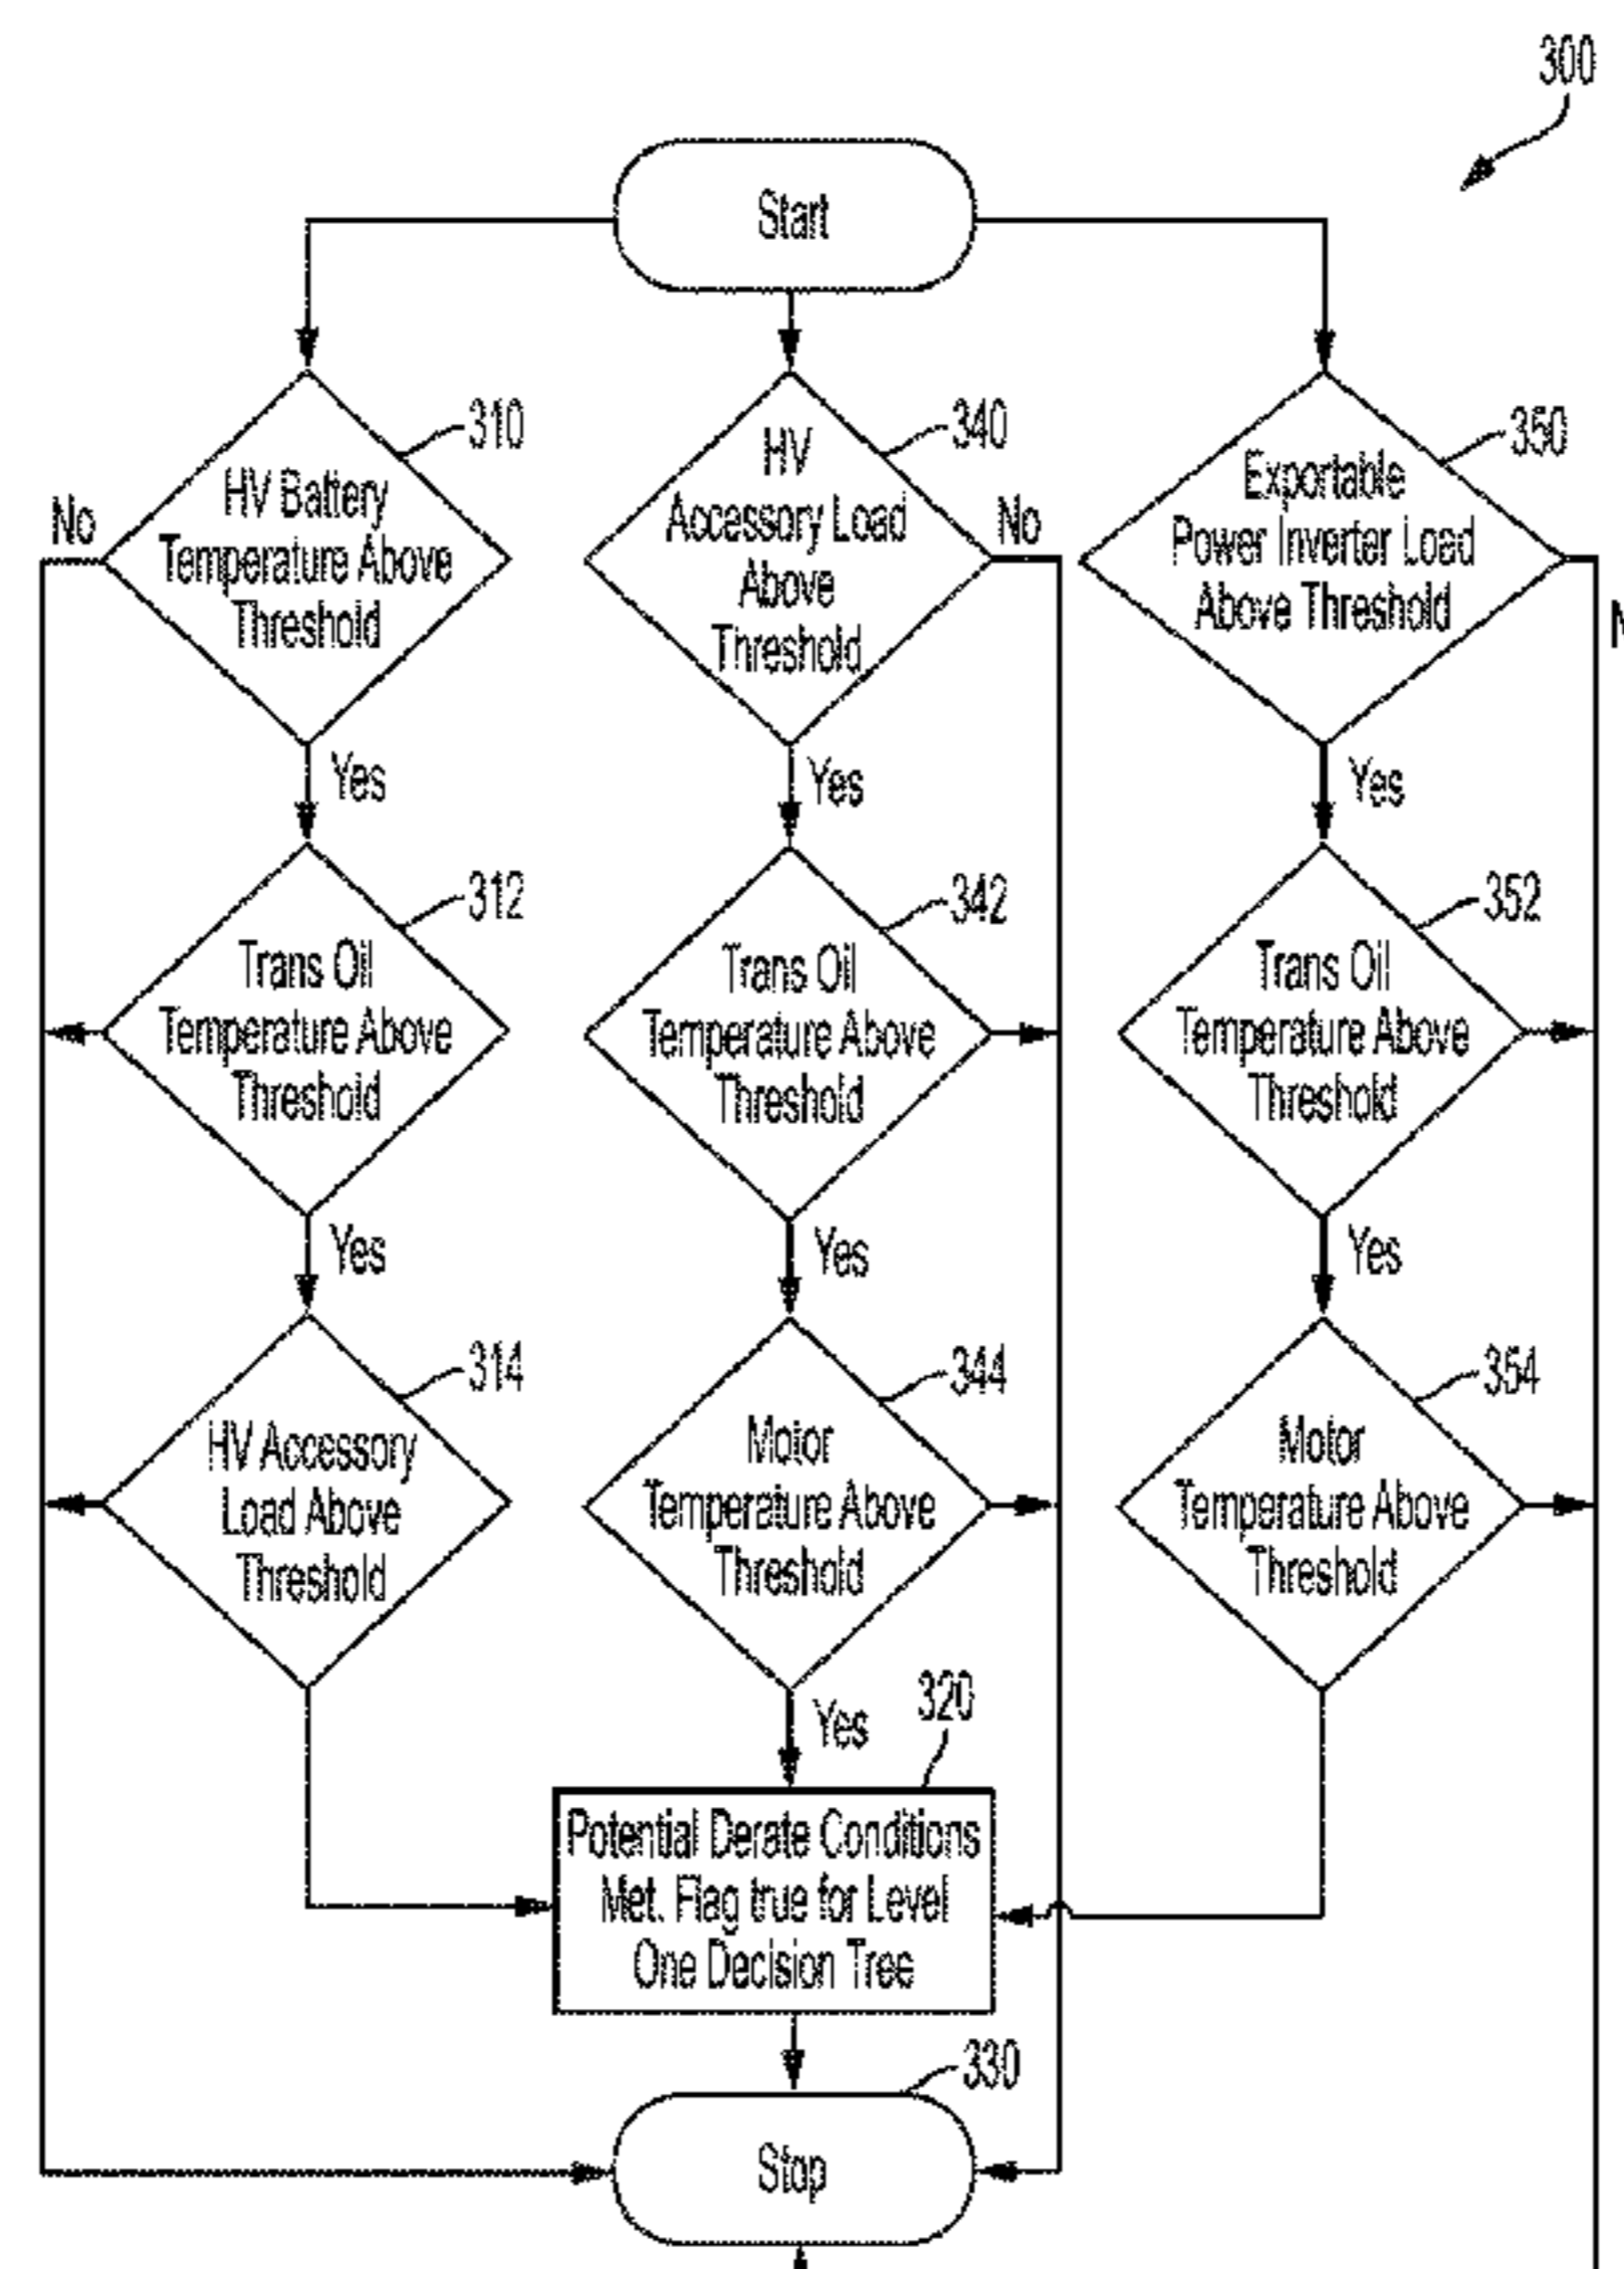 300
Start
310
HV Battery
Temperature Above
Threshold
No
340
HV
Accessory Load
Above
Threshold
No
350
Exportable
Power Inverter Load
Above Threshold
Yes
Yes
Yes
312
Trans Oil
Temperature Above
Threshold
342
Trans Oil
Temperature Above
Threshold
352
Trans Oil
Temperature Above
Threshold
Yes
Yes
Yes
314
HV Accessory
Load Above
Threshold
344
Motor
Temperature Above
Threshold
354
Motor
Temperature Above
Threshold
Yes
320
Potential Derate Conditions
Met. Flag true for Level
One Decision Tree
330
Stop